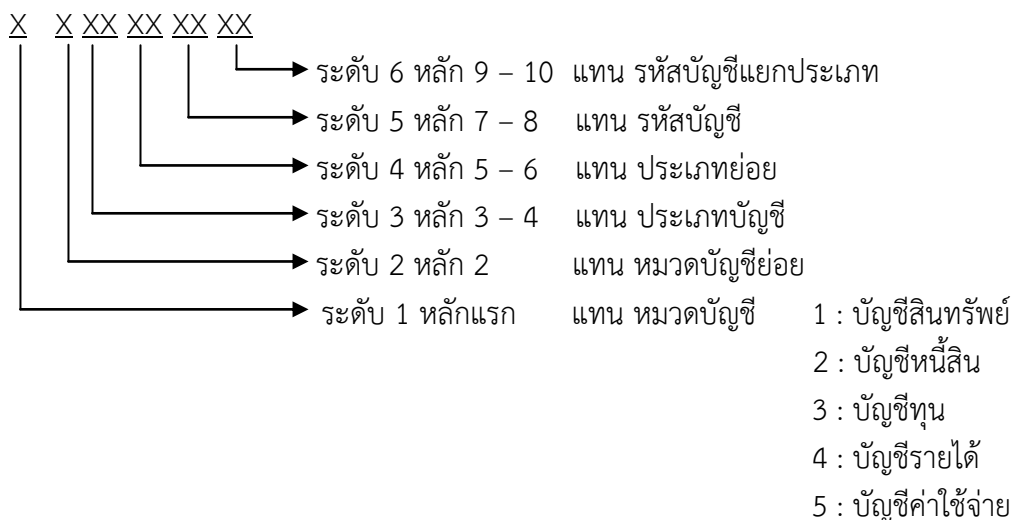 X X XX XX XX XX
ระดับ 6 หลัก 9 – 10 แทน รหัสบัญชีแยกประเภท
ระดับ 5 หลัก 7 – 8 แทน รหัสบัญชี
ระดับ 4 หลัก 5 – 6 แทน ประเภทย่อย
ระดับ 3 หลัก 3 – 4 แทน ประเภทบัญชี
ระดับ 2 หลัก 2 แทน หมวดบัญชีย่อย
ระดับ 1 หลักแรก แทน หมวดบัญชี 1 : บัญชีสินทรัพย์
2 : บัญชีหนี้สิน
3 : บัญชีทุน
4 : บัญชีรายได้
5 : บัญชีค่าใช้จ่าย